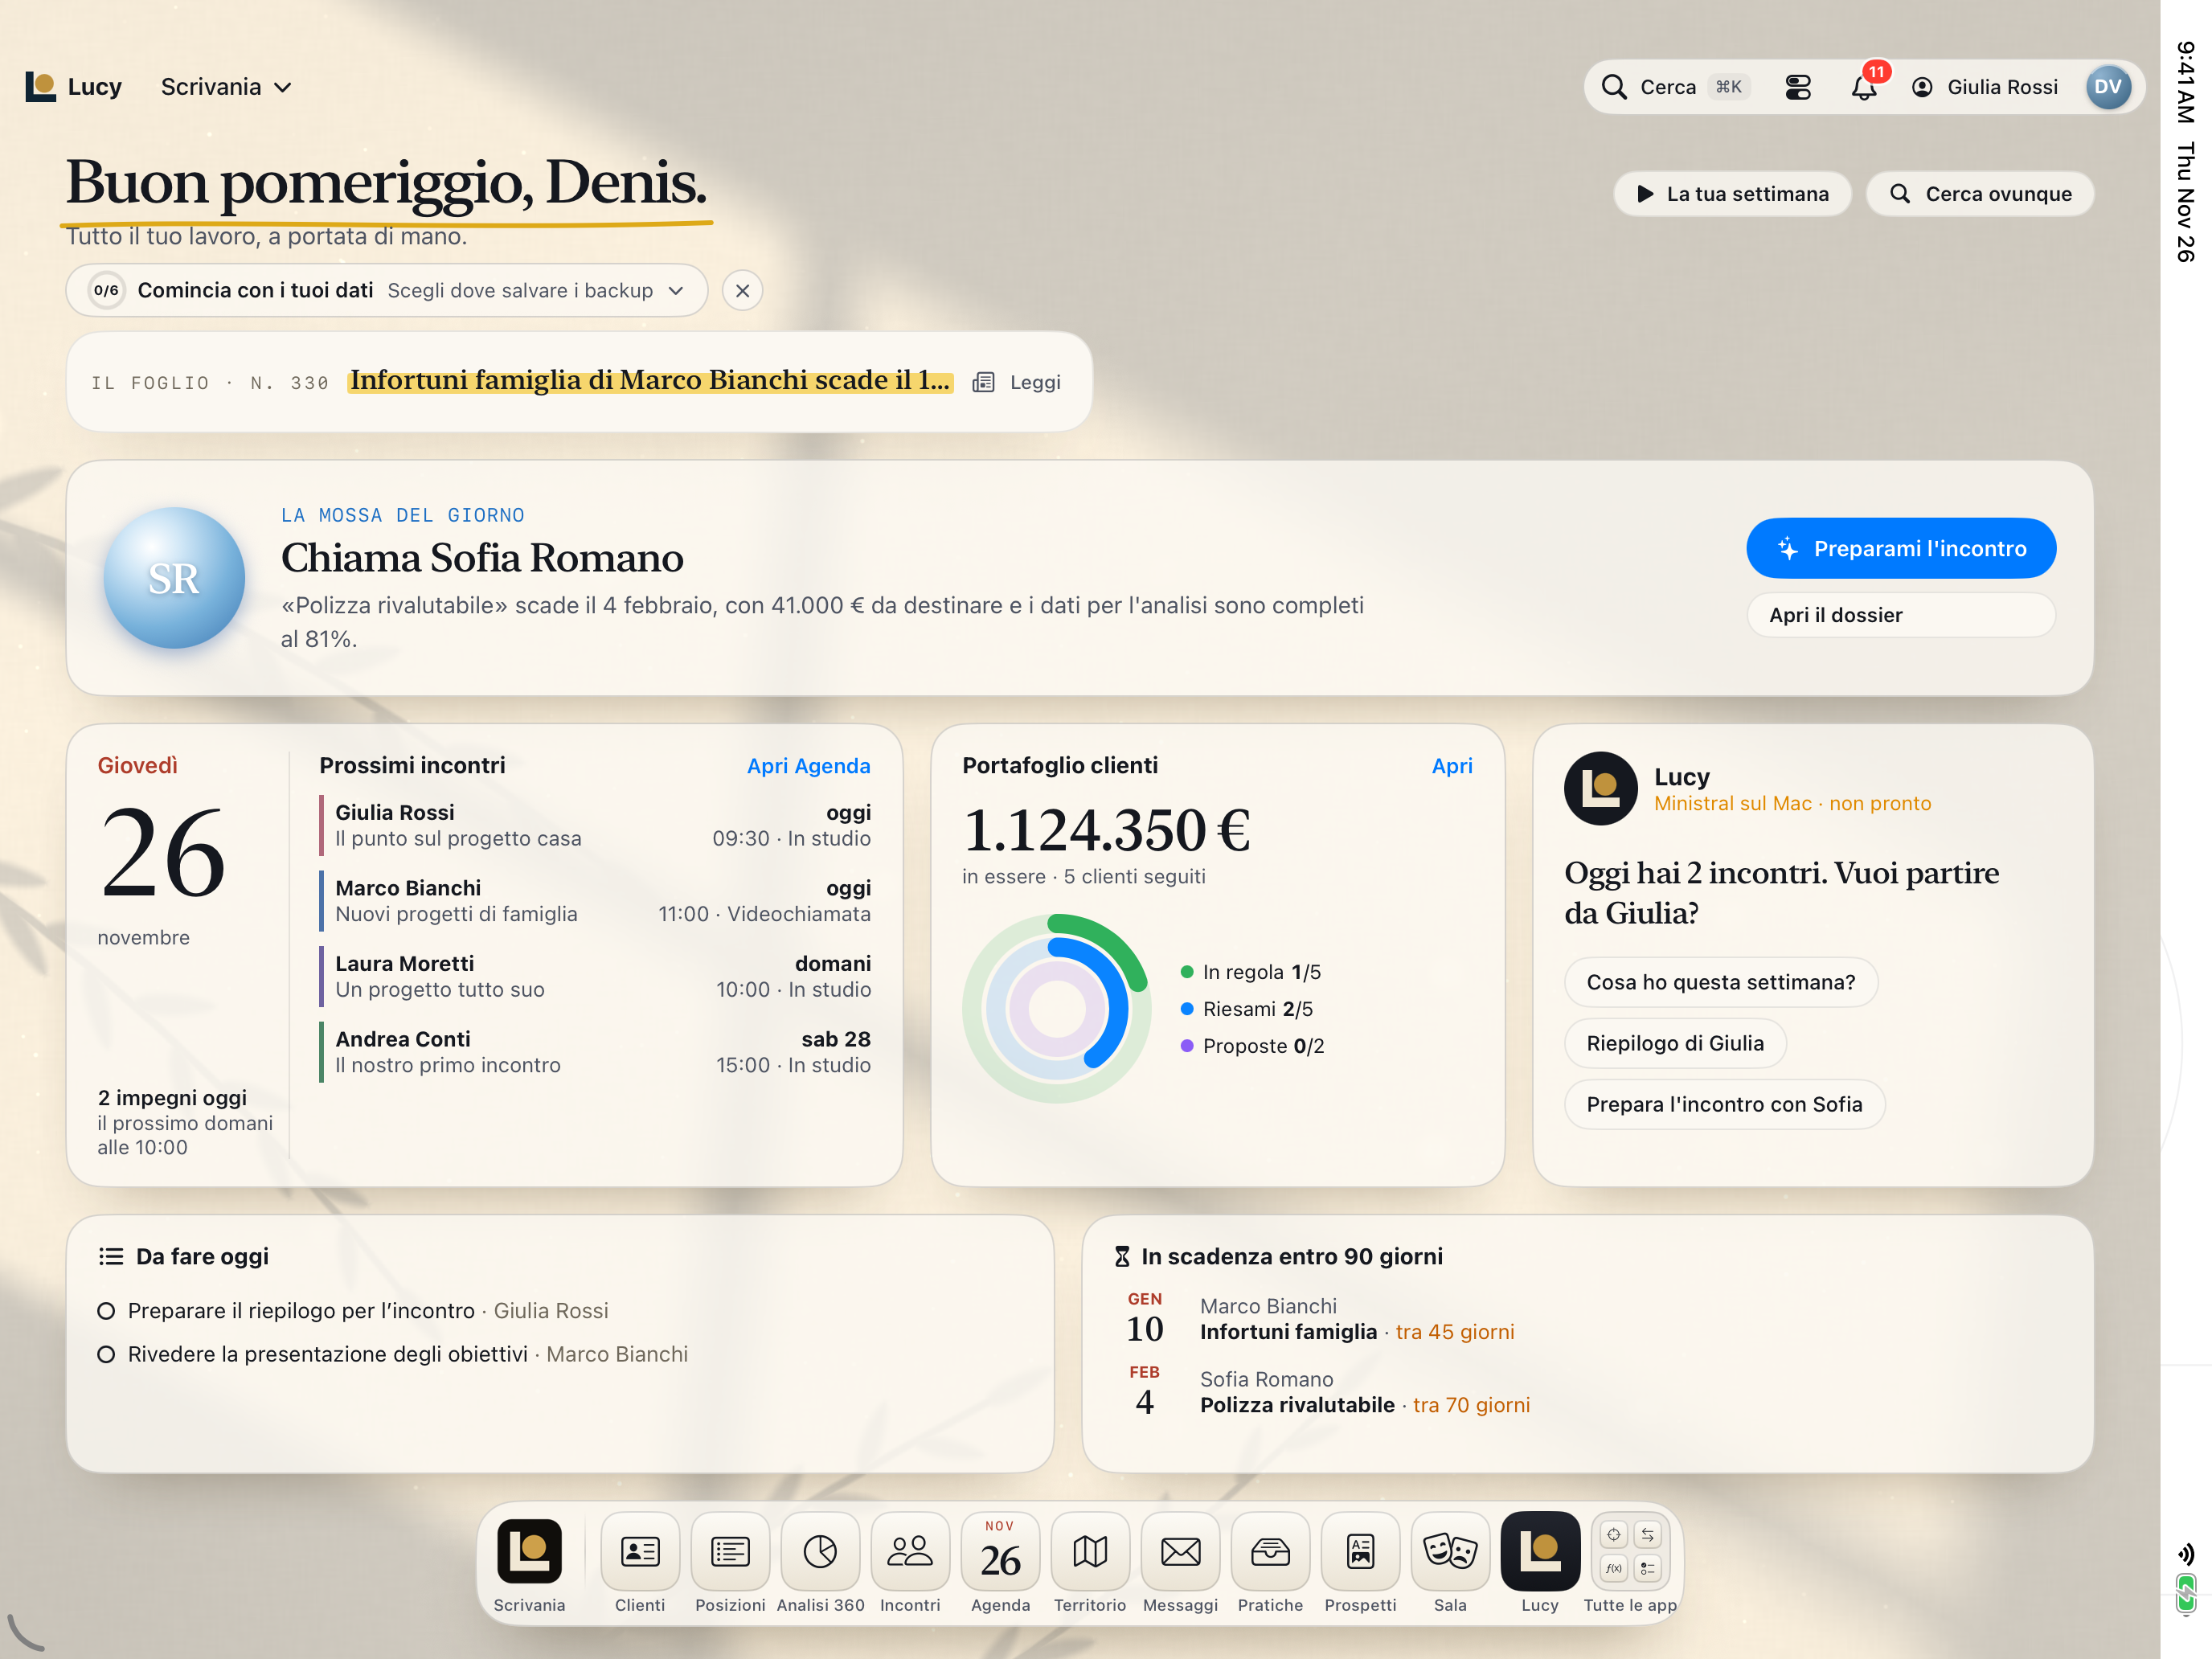 Lucy
Scrivania
Cerca ⌘K
11
Giulia Rossi
DV
9:41 AM Thu Nov 26
Buon pomeriggio, Denis.
Tutto il tuo lavoro, a portata di mano.
La tua settimana
Cerca ovunque
0/6 Comincia con i tuoi dati Scegli dove salvare i backup
IL FOGLIO · N. 330 Infortuni famiglia di Marco Bianchi scade il 1... Leggi
SR
LA MOSSA DEL GIORNO
Chiama Sofia Romano
«Polizza rivalutabile» scade il 4 febbraio, con 41.000 € da destinare e i dati per l'analisi sono completi
al 81%.
Preparami l'incontro
Apri il dossier
Giovedì
26
novembre
2 impegni oggi
il prossimo domani
alle 10:00
Prossimi incontri Apri Agenda
Giulia Rossi oggi
Il punto sul progetto casa 09:30 · In studio
Marco Bianchi oggi
Nuovi progetti di famiglia 11:00 · Videochiamata
Laura Moretti domani
Un progetto tutto suo 10:00 · In studio
Andrea Conti sab 28
Il nostro primo incontro 15:00 · In studio
Portafoglio clienti Apri
1.124.350 €
in essere · 5 clienti seguiti
In regola 1/5
Riesami 2/5
Proposte 0/2
Lucy
Ministral sul Mac · non pronto
Oggi hai 2 incontri. Vuoi partire
da Giulia?
Cosa ho questa settimana?
Riepilogo di Giulia
Prepara l'incontro con Sofia
Da fare oggi
Preparare il riepilogo per l’incontro · Giulia Rossi
Rivedere la presentazione degli obiettivi · Marco Bianchi
In scadenza entro 90 giorni
GEN
10
Marco Bianchi
Infortuni famiglia · tra 45 giorni
FEB
4
Sofia Romano
Polizza rivalutabile · tra 70 giorni
NOV
26
f(x)
Scrivania Clienti Posizioni Analisi 360 Incontri Agenda Territorio Messaggi Pratiche Prospetti Sala Lucy Tutte le app